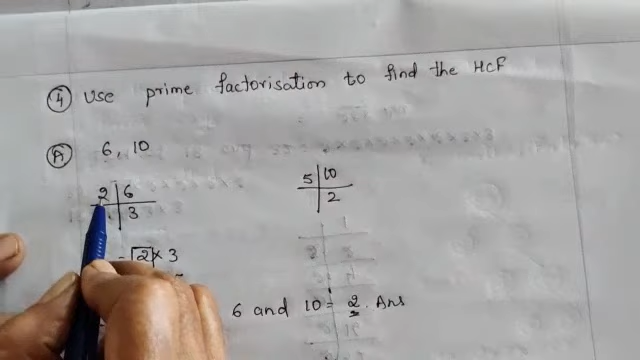 4 Use prime factorisation to find the HCF
A 6, 10
2 6 5 10
3 2
= 2 × 3
6 and 10 = 2. Ans